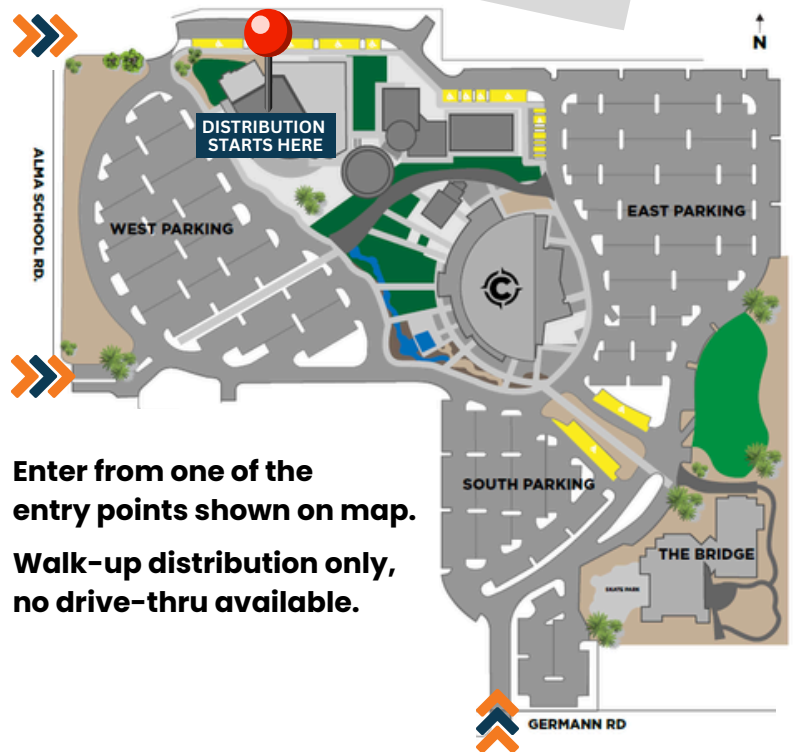 N
DISTRIBUTION
STARTS HERE
ALMA SCHOOL RD.
WEST PARKING
EAST PARKING
C
Enter from one of the
entry points shown on map.
Walk-up distribution only,
no drive-thru available.
SOUTH PARKING
THE BRIDGE
SKATE PARK
GERMANN RD